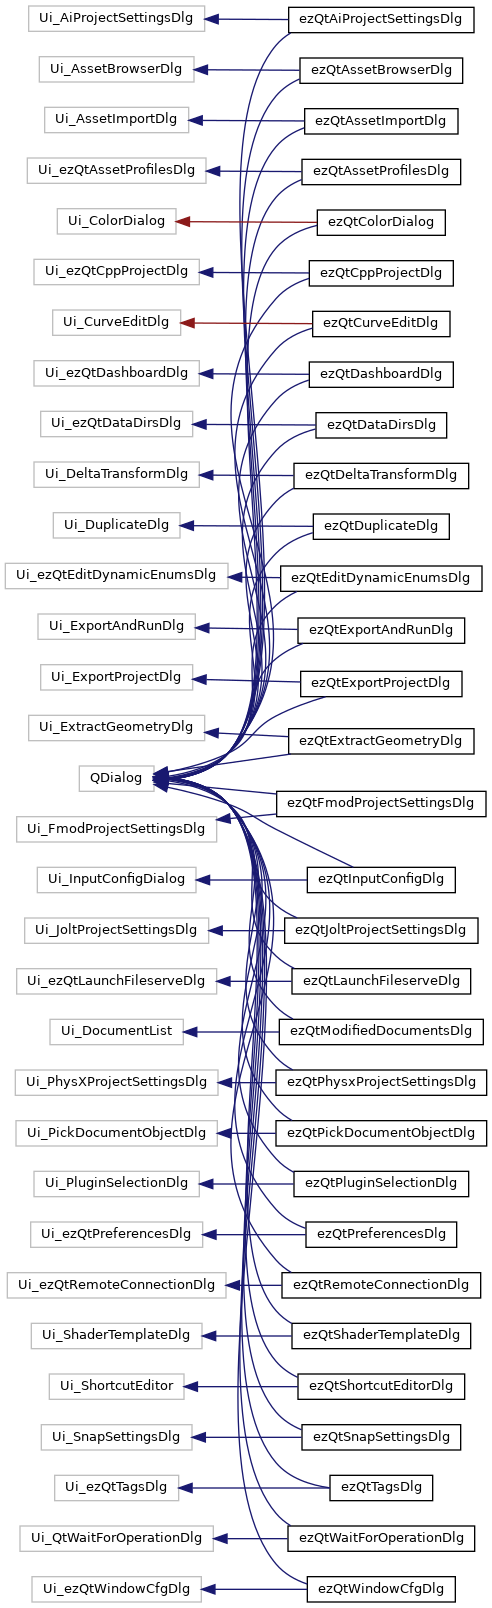 Ui_AiProjectSettingsDlg
ezQtAiProjectSettingsDlg
Ui_AssetBrowserDlg
ezQtAssetBrowserDlg
Ui_AssetImportDlg
ezQtAssetImportDlg
Ui_ezQtAssetProfilesDlg
ezQtAssetProfilesDlg
Ui_ColorDialog
ezQtColorDialog
Ui_ezQtCppProjectDlg
ezQtCppProjectDlg
Ui_CurveEditDlg
ezQtCurveEditDlg
Ui_ezQtDashboardDlg
ezQtDashboardDlg
Ui_ezQtDataDirsDlg
ezQtDataDirsDlg
Ui_DeltaTransformDlg
ezQtDeltaTransformDlg
Ui_DuplicateDlg
ezQtDuplicateDlg
Ui_ezQtEditDynamicEnumsDlg
ezQtEditDynamicEnumsDlg
Ui_ExportAndRunDlg
ezQtExportAndRunDlg
Ui_ExportProjectDlg
ezQtExportProjectDlg
Ui_ExtractGeometryDlg
ezQtExtractGeometryDlg
QDialog
ezQtFmodProjectSettingsDlg
Ui_FmodProjectSettingsDlg
Ui_InputConfigDialog
ezQtInputConfigDlg
Ui_JoltProjectSettingsDlg
ezQtJoltProjectSettingsDlg
Ui_ezQtLaunchFileserveDlg
ezQtLaunchFileserveDlg
Ui_DocumentList
ezQtModifiedDocumentsDlg
Ui_PhysXProjectSettingsDlg
ezQtPhysxProjectSettingsDlg
Ui_PickDocumentObjectDlg
ezQtPickDocumentObjectDlg
Ui_PluginSelectionDlg
ezQtPluginSelectionDlg
Ui_ezQtPreferencesDlg
ezQtPreferencesDlg
Ui_ezQtRemoteConnectionDlg
ezQtRemoteConnectionDlg
Ui_ShaderTemplateDlg
ezQtShaderTemplateDlg
Ui_ShortcutEditor
ezQtShortcutEditorDlg
Ui_SnapSettingsDlg
ezQtSnapSettingsDlg
Ui_ezQtTagsDlg
ezQtTagsDlg
Ui_QtWaitForOperationDlg
ezQtWaitForOperationDlg
Ui_ezQtWindowCfgDlg
ezQtWindowCfgDlg